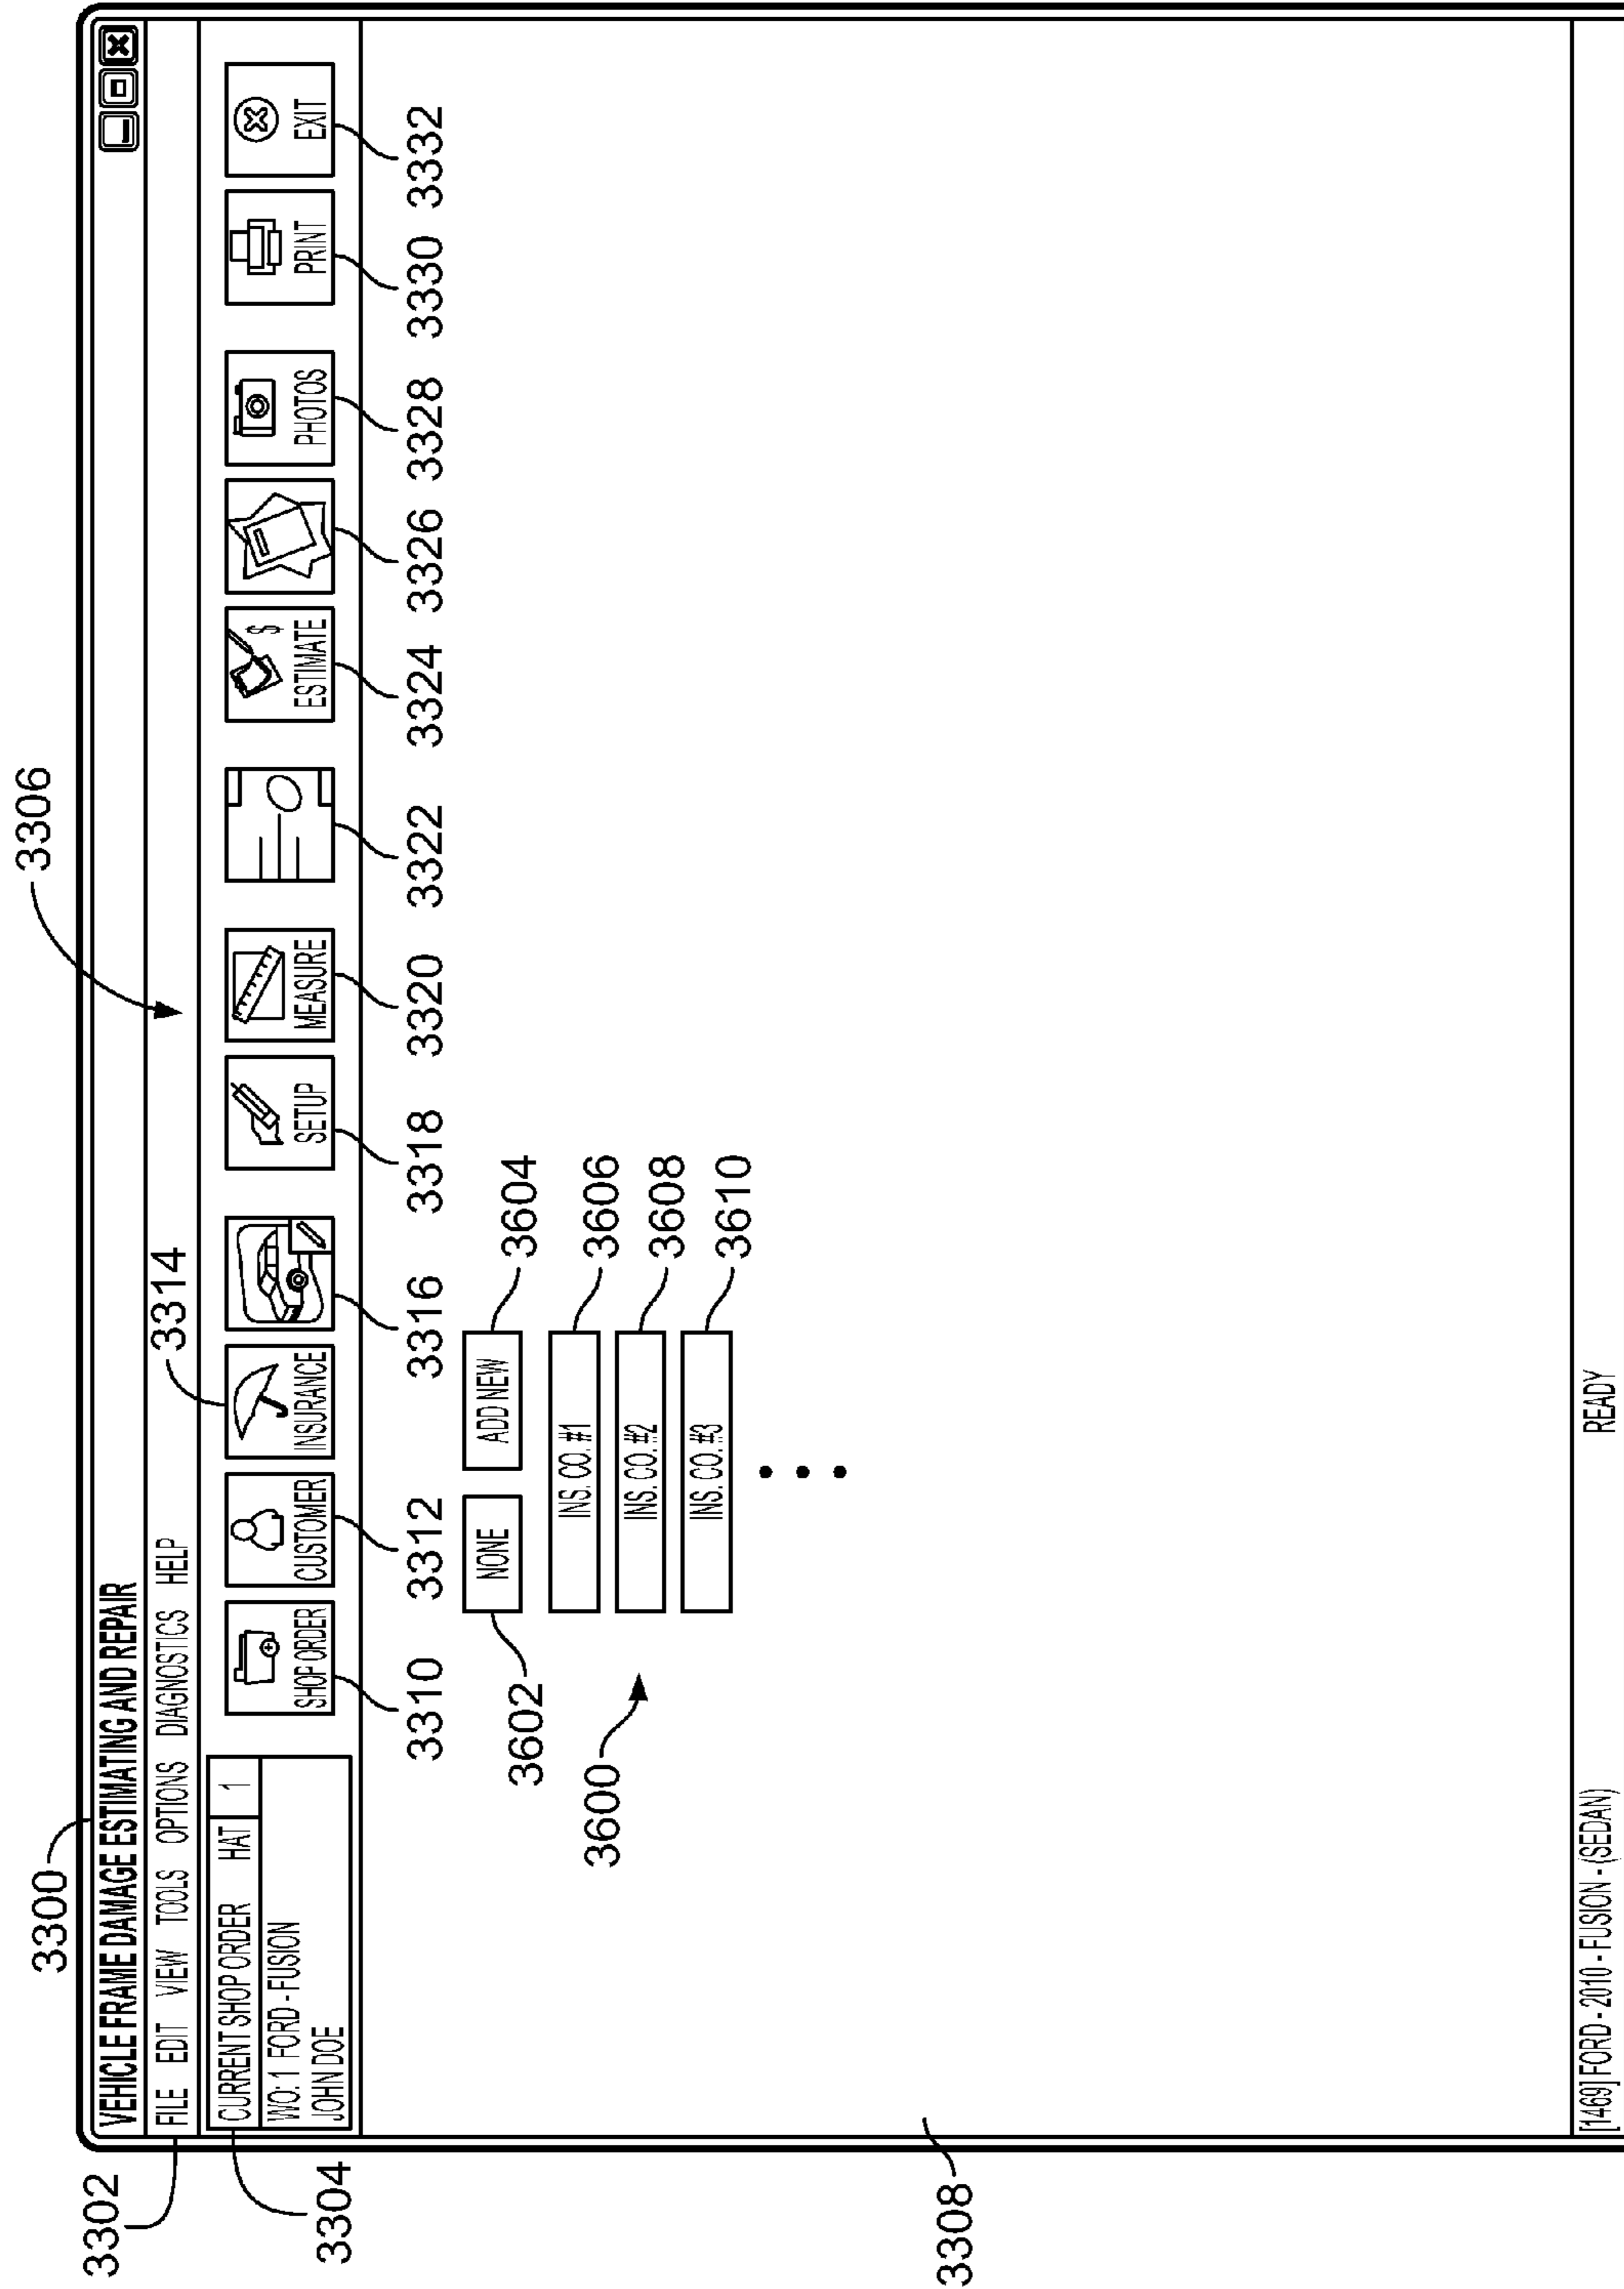 3300
3306
VEHICLE FRAME DAMAGE ESTIMATING AND REPAIR
3302
FILE EDIT VIEW TOOLS OPTIONS DIAGNOSTICS HELP
3314
3304
CURRENT SHOP ORDER HAT 1
WO: 1 FORD - FUSION
JOHN DOE
SHOP ORDER
CUSTOMER
INSURANCE
SETUP
MEASURE
$
ESTIMATE
PHOTOS
PRINT
EXIT
3310 3312 3316 3318 3320 3322 3324 3326 3328 3330 3332
3602
NONE
ADD NEW
3604
3600
INS. CO. #1
3606
INS. CO. #2
3608
INS. CO. #3
3610
3308
[1469] FORD - 2010 - FUSION - (SEDAN) READY